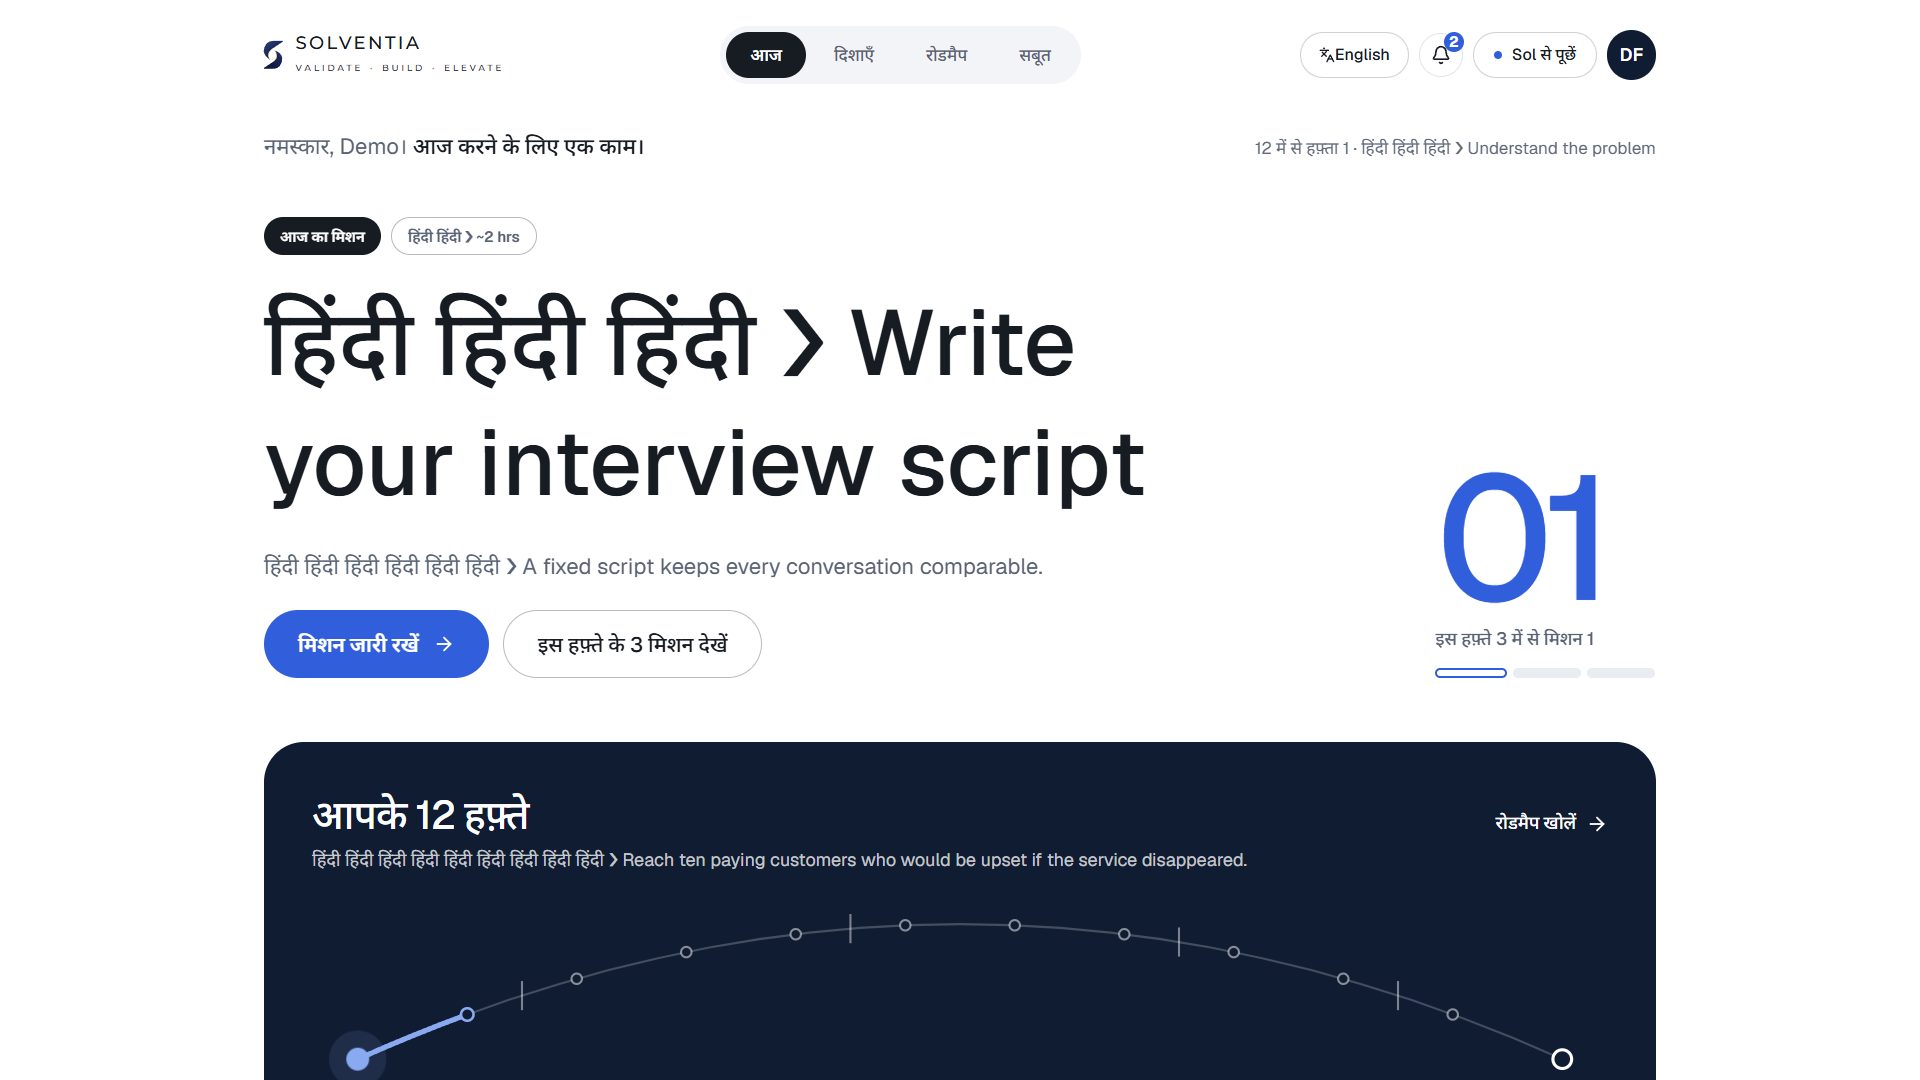 SOLVENTIA
VALIDATE · BUILD · ELEVATE
आज
दिशाएँ
रोडमैप
सबूत
English
2
Sol से पूछें
DF
नमस्कार, Demo। आज करने के लिए एक काम।
12 में से हफ़्ता 1 · हिंदी हिंदी हिंदी ❯ Understand the problem
आज का मिशन
हिंदी हिंदी ❯ ~2 hrs
हिंदी हिंदी हिंदी ❯ Write
your interview script
हिंदी हिंदी हिंदी हिंदी हिंदी हिंदी ❯ A fixed script keeps every conversation comparable.
मिशन जारी रखें →
इस हफ़्ते के 3 मिशन देखें
01
इस हफ़्ते 3 में से मिशन 1
आपके 12 हफ़्ते
रोडमैप खोलें →
हिंदी हिंदी हिंदी हिंदी हिंदी हिंदी हिंदी हिंदी हिंदी ❯ Reach ten paying customers who would be upset if the service disappeared.